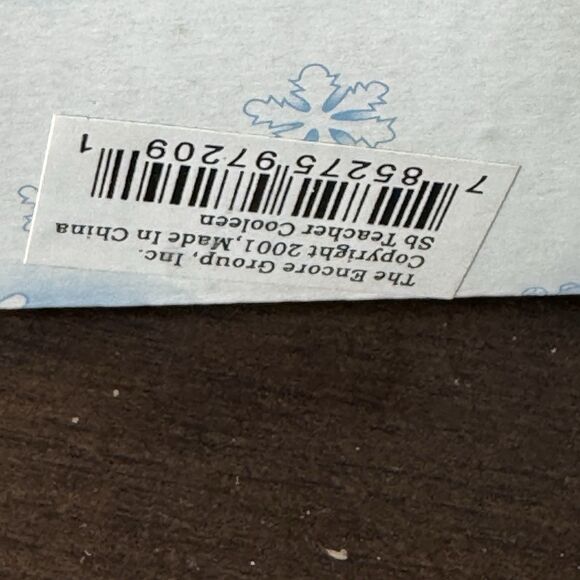 The Encore Group, Inc.
Copyright 2001,Made In China
Sb Teacher Cooleen
7 85275 97209 1